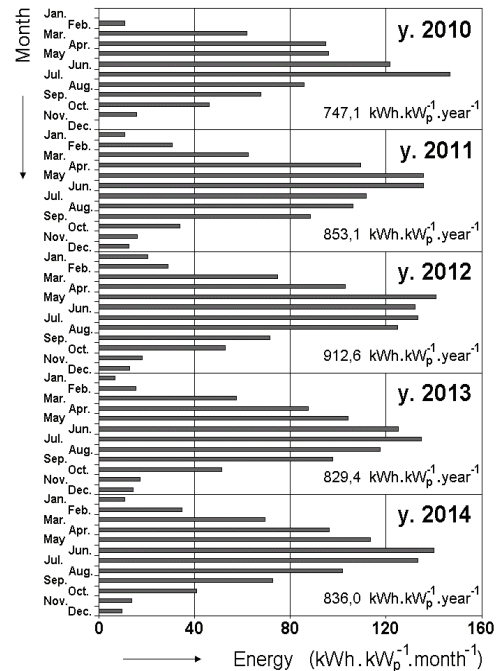 Month
Jan.
Feb.
Mar.
Apr.
May
Jun.
Jul.
Aug.
Sep.
Oct.
Nov.
Dec.
y. 2010
747,1 kWh.kWp⁻¹.year⁻¹
Jan.
Feb.
Mar.
Apr.
May
Jun.
Jul.
Aug.
Sep.
Oct.
Nov.
Dec.
y. 2011
853,1 kWh.kWp⁻¹.year⁻¹
Jan.
Feb.
Mar.
Apr.
May
Jun.
Jul.
Aug.
Sep.
Oct.
Nov.
Dec.
y. 2012
912,6 kWh.kWp⁻¹.year⁻¹
Jan.
Feb.
Mar.
Apr.
May
Jun.
Jul.
Aug.
Sep.
Oct.
Nov.
Dec.
y. 2013
829,4 kWh.kWp⁻¹.year⁻¹
Jan.
Feb.
Mar.
Apr.
May
Jun.
Jul.
Aug.
Sep.
Oct.
Nov.
Dec.
y. 2014
836,0 kWh.kWp⁻¹.year⁻¹
0 40 80 120 160
Energy (kWh.kWp⁻¹.month⁻¹)